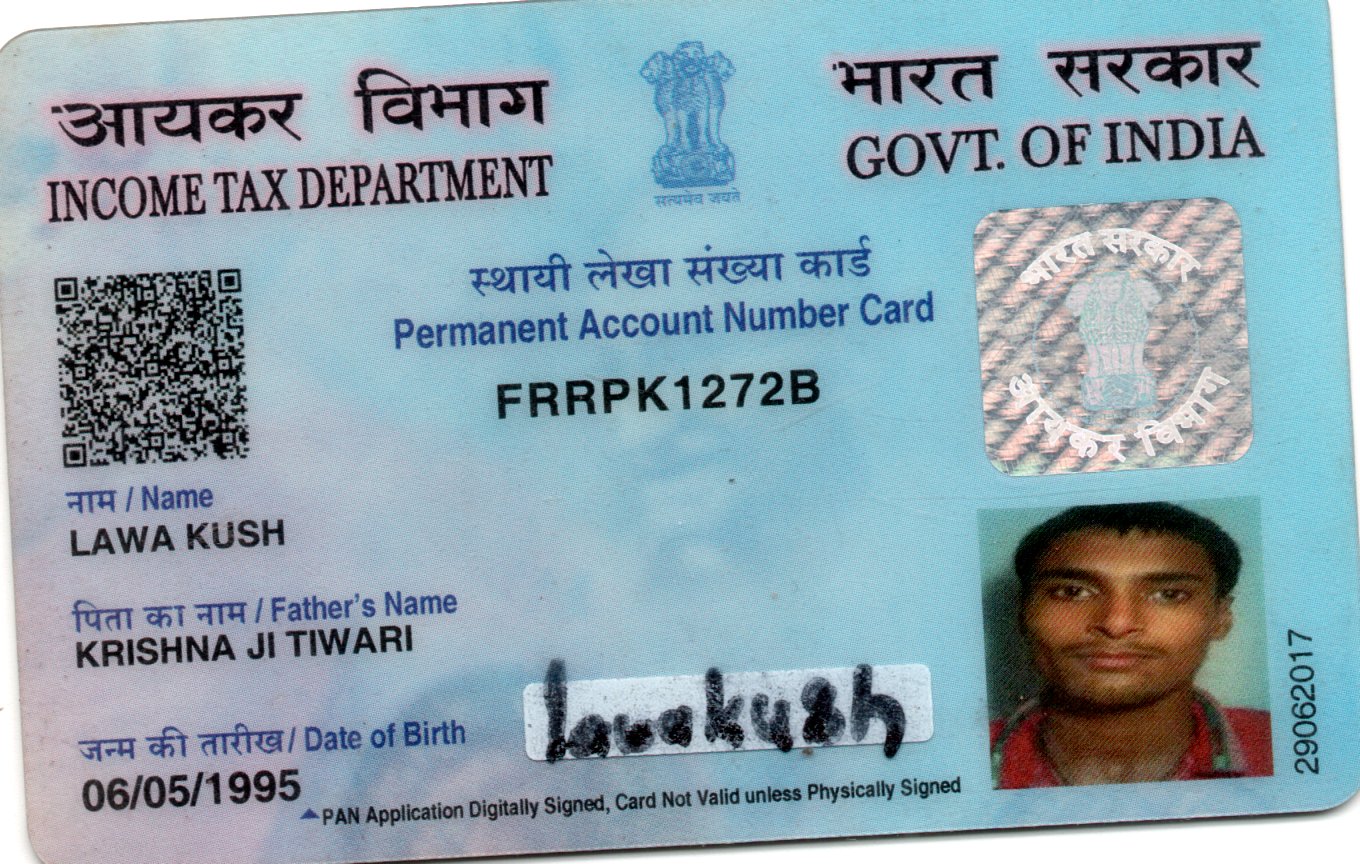 आयकर विभाग
INCOME TAX DEPARTMENT
सत्यमेव जयते
भारत सरकार
GOVT. OF INDIA
स्थायी लेखा संख्या कार्ड
Permanent Account Number Card
FRRPK1272B
भारत सरकार
आयकर विभाग
नाम / Name
LAWA KUSH
पिता का नाम / Father's Name
KRISHNA JI TIWARI
जन्म की तारीख / Date of Birth
06/05/1995
lawakush
PAN Application Digitally Signed, Card Not Valid unless Physically Signed
29062017